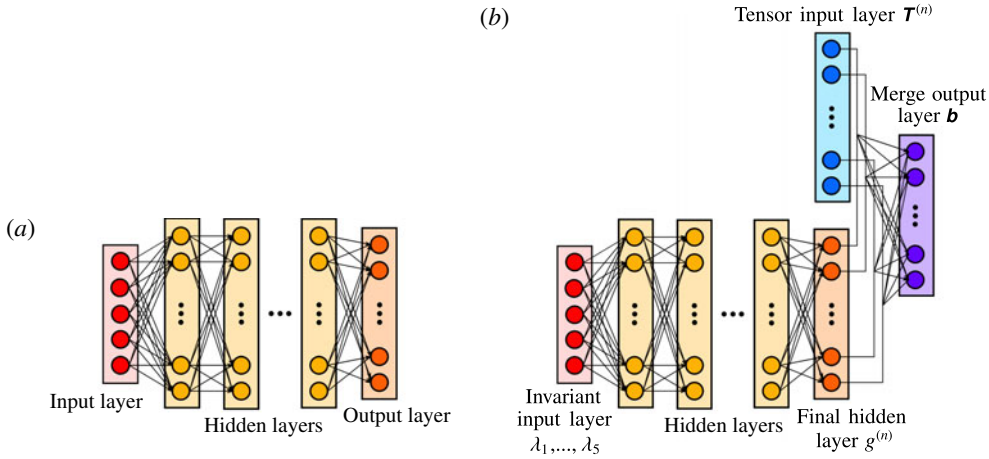 (a)
Input layer
Hidden layers
Output layer
(b)
Tensor input layer T⁽ⁿ⁾
Merge output
layer b
Invariant
input layer
λ₁,..., λ₅
Hidden layers
Final hidden
layer g⁽ⁿ⁾